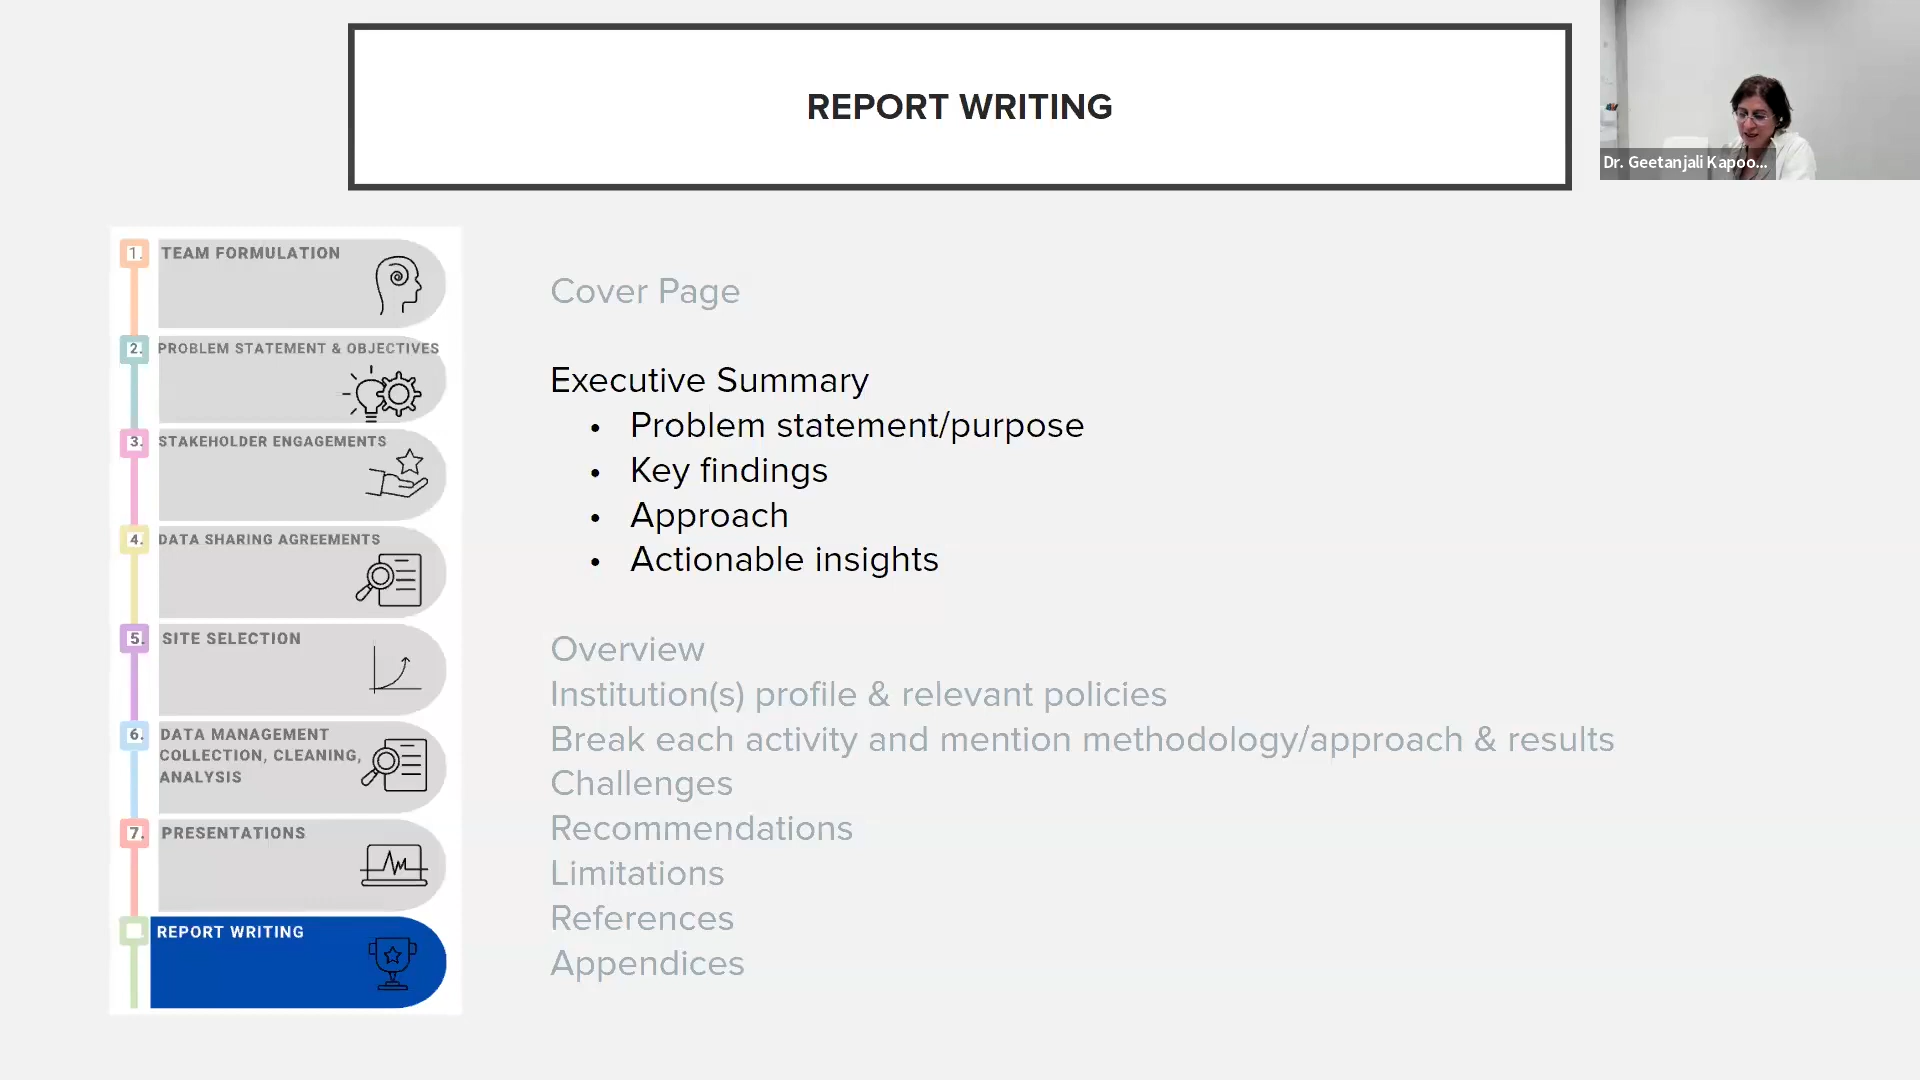 REPORT WRITING
Dr. Geetanjali Kapoo...
1. TEAM FORMULATION
2. PROBLEM STATEMENT & OBJECTIVES
3. STAKEHOLDER ENGAGEMENTS
4. DATA SHARING AGREEMENTS
5. SITE SELECTION
6. DATA MANAGEMENT
COLLECTION, CLEANING,
ANALYSIS
7. PRESENTATIONS
REPORT WRITING
Cover Page
Executive Summary
• Problem statement/purpose
• Key findings
• Approach
• Actionable insights
Overview
Institution(s) profile & relevant policies
Break each activity and mention methodology/approach & results
Challenges
Recommendations
Limitations
References
Appendices